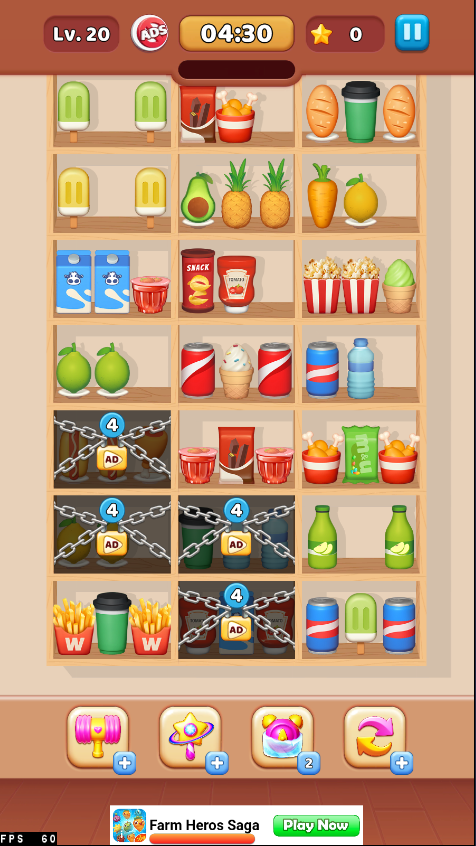 Lv. 20
ADS
04:30
0
SNACK
TOMATO
4
AD
m&u
4
AD
4
AD
W
W
4
AD
2
Farm Heros Saga
Play Now
FPS 60